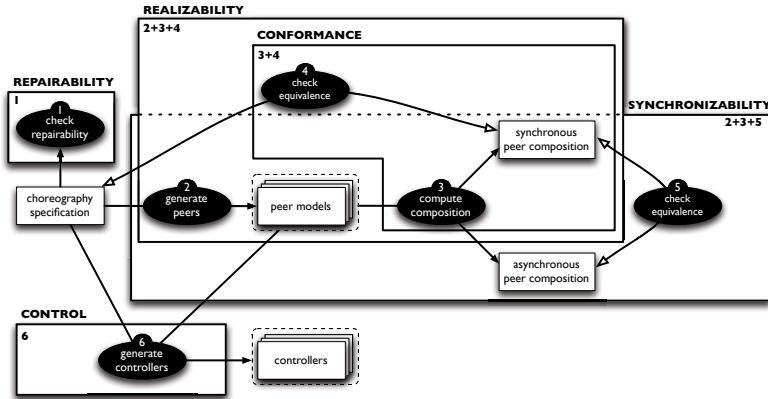 REALIZABILITY
2+3+4
CONFORMANCE
3+4
REPAIRABILITY
1
1
check
repairability
4
check
equivalence
SYNCHRONIZABILITY
2+3+5
synchronous
peer composition
choreography
specification
2
generate
peers
peer models
3
compute
composition
5
check
equivalence
asynchronous
peer composition
CONTROL
6
6
generate
controllers
controllers